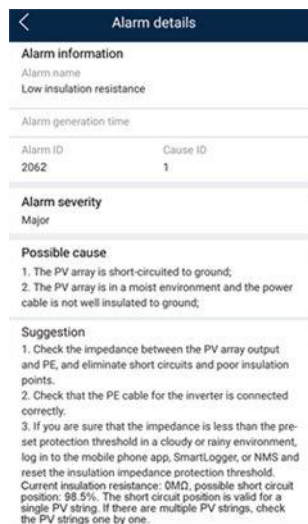 Alarm details
Alarm information
Alarm name
Low insulation resistance
Alarm generation time
Alarm ID Cause ID
2062 1
Alarm severity
Major
Possible cause
1. The PV array is short-circuited to ground;
2. The PV array is in a moist environment and the power
cable is not well insulated to ground;
Suggestion
1. Check the impedance between the PV array output
and PE, and eliminate short circuits and poor insulation
points.
2. Check that the PE cable for the inverter is connected
correctly.
3. If you are sure that the impedance is less than the pre-
set protection threshold in a cloudy or rainy environment,
log in to the mobile phone app, SmartLogger, or NMS and
reset the insulation impedance protection threshold.
Current insulation resistance: 0MΩ, possible short circuit
position: 98.5%. The short circuit position is valid for a
single PV string. If there are multiple PV strings, check
the PV strings one by one.